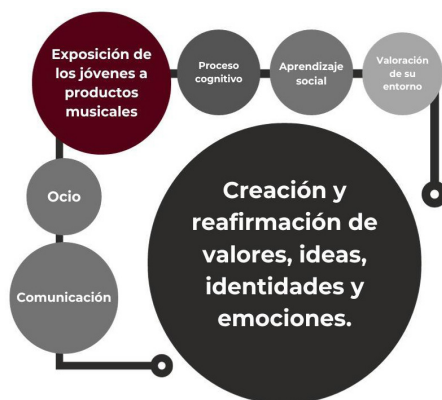 Exposición de
los jóvenes a
productos
musicales
Proceso
cognitivo
Aprendizaje
social
Valoración
de su
entorno
Ocio
Comunicación
Creación y
reafirmación de
valores, ideas,
identidades y
emociones.